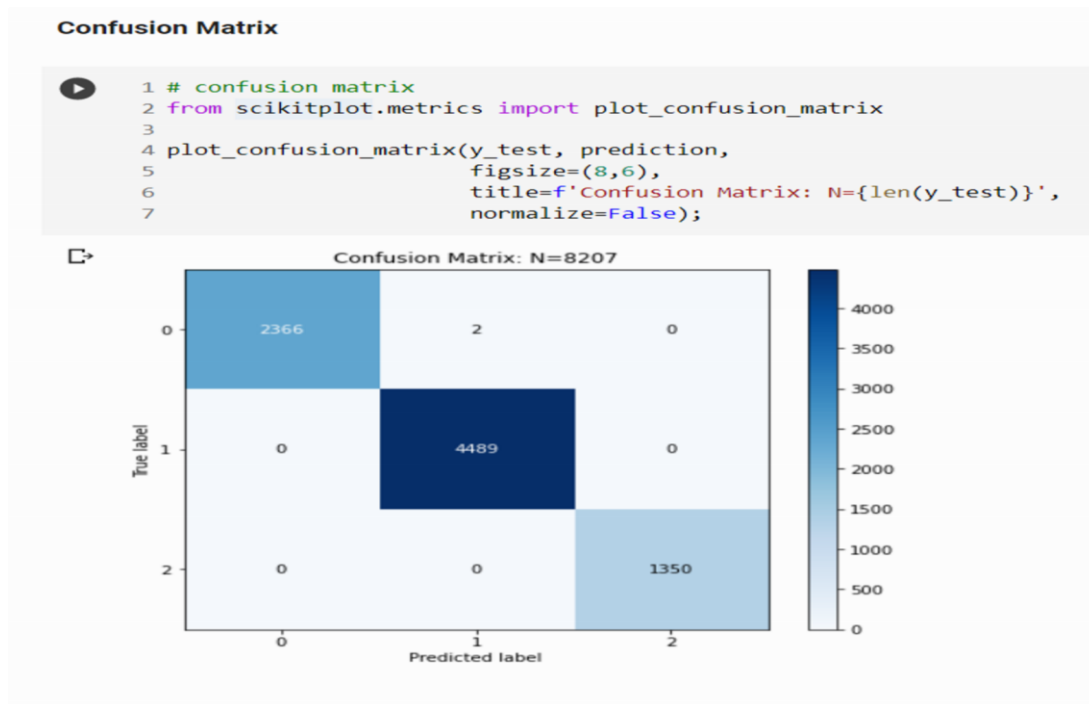 Confusion Matrix
1 # confusion matrix
2 from scikitplot.metrics import plot_confusion_matrix
3
4 plot_confusion_matrix(y_test, prediction,
5 figsize=(8,6),
6 title=f'Confusion Matrix: N={len(y_test)}',
7 normalize=False);
Confusion Matrix: N=8207
0 2366 2 0
True label
1 0 4489 0
2 0 0 1350
0 1 2
Predicted label
4000
3500
3000
2500
2000
1500
1000
500
0